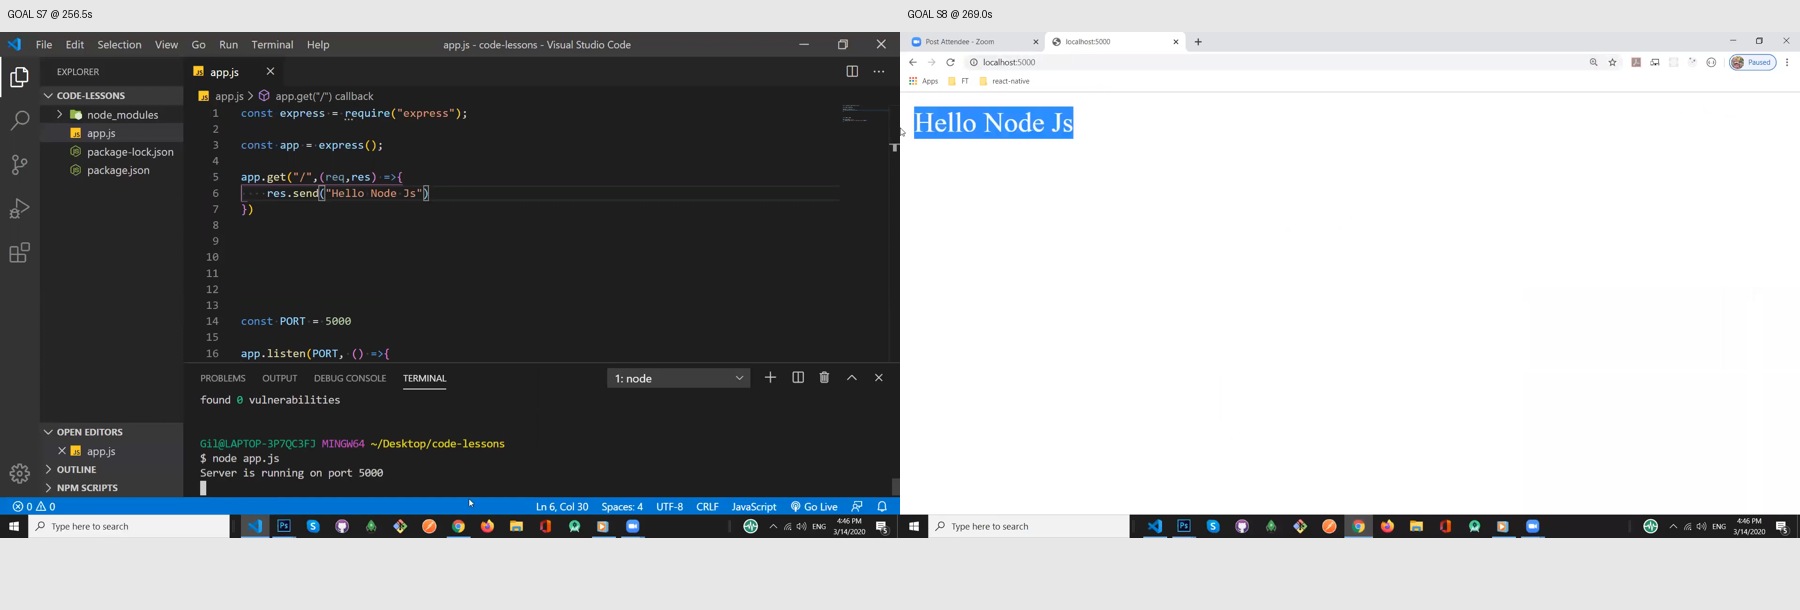 GOAL S7 @ 256.5s
File Edit Selection View Go Run Terminal Help
app.js - code-lessons - Visual Studio Code
EXPLORER
CODE-LESSONS
node_modules
app.js
package-lock.json
package.json
OPEN EDITORS
app.js
OUTLINE
NPM SCRIPTS
app.js
app.js > app.get("/") callback
1 const express = require("express");
2
3 const app = express();
4
5 app.get("/",(req,res) =>{
6 res.send("Hello Node Js")
7 })
8
9
10
11
12
13
14 const PORT = 5000
15
16 app.listen(PORT, () =>{
PROBLEMS OUTPUT DEBUG CONSOLE TERMINAL
1: node
found 0 vulnerabilities
Gil@LAPTOP-3P7QC3FJ MINGW64 ~/Desktop/code-lessons
$ node app.js
Server is running on port 5000
0 0
Ln 6, Col 30 Spaces: 4 UTF-8 CRLF JavaScript Go Live
Type here to search
ENG
4:46 PM
3/14/2020
5
GOAL S8 @ 269.0s
Post Attendee - Zoom
localhost:5000
localhost:5000
Paused
Apps FT react-native
Hello Node Js
Type here to search
ENG
4:46 PM
3/14/2020
5